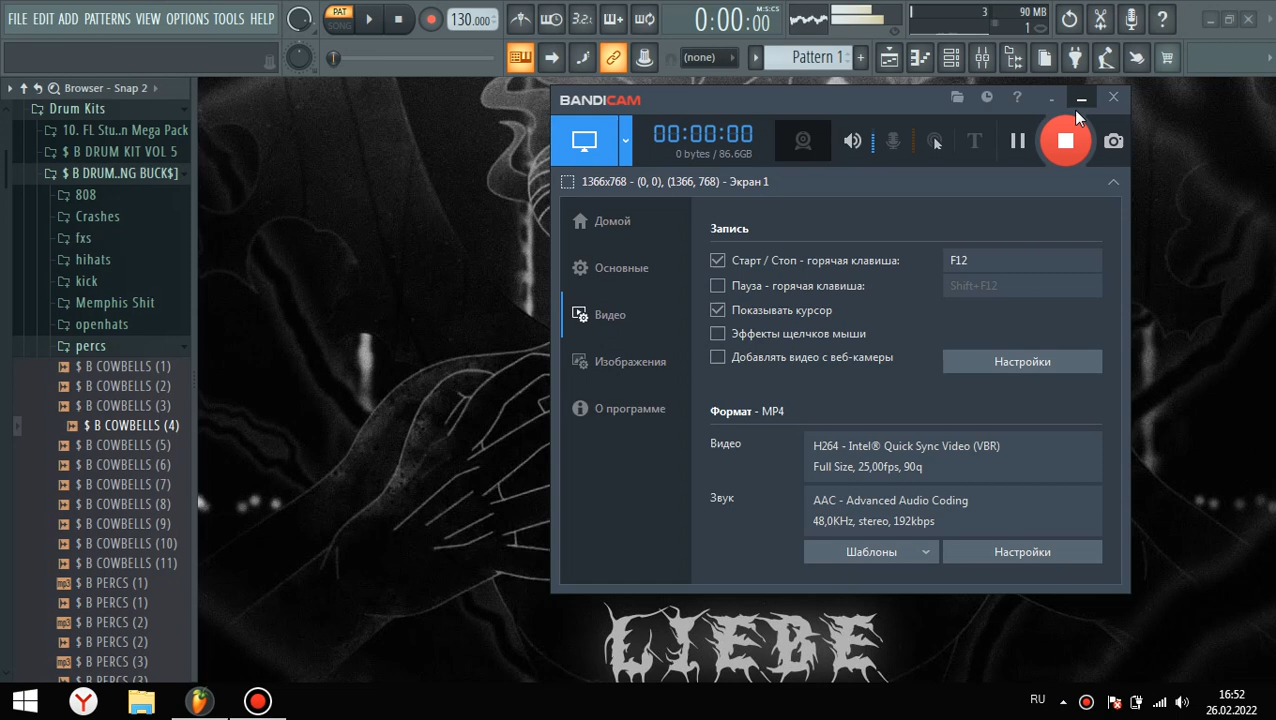 FILE EDIT ADD PATTERNS VIEW OPTIONS TOOLS HELP
PAT
SONG
130.000
3.2.
0:00:00
M:S:CS
3
90 MB
1
(none)
Pattern 1
Browser - Snap 2
Drum Kits
10. FL Stu..n Mega Pack
$ B DRUM KIT VOL 5
$ B DRUM...NG BUCK$]
808
Crashes
fxs
hihats
kick
Memphis Shit
openhats
percs
$ B COWBELLS (1)
$ B COWBELLS (2)
$ B COWBELLS (3)
$ B COWBELLS (4)
$ B COWBELLS (5)
$ B COWBELLS (6)
$ B COWBELLS (7)
$ B COWBELLS (8)
$ B COWBELLS (9)
$ B COWBELLS (10)
$ B COWBELLS (11)
mp3 $ B PERCS (1)
$ B PERCS (1)
mp3 $ B PERCS (2)
$ B PERCS (2)
mp3 $ B PERCS (3)
$ B PERCS (3)
BANDICAM
00:00:00
0 bytes / 86.6GB
1366x768 - (0, 0), (1366, 768) - Экран 1
Домой
Основные
Видео
Изображения
О программе
Запись
Старт / Стоп - горячая клавиша:
F12
Пауза - горячая клавиша:
Shift+F12
Показывать курсор
Эффекты щелчков мыши
Добавлять видео с веб-камеры
Настройки
Формат - MP4
Видео
H264 - Intel® Quick Sync Video (VBR)
Full Size, 25,00fps, 90q
Звук
AAC - Advanced Audio Coding
48,0KHz, stereo, 192kbps
Шаблоны
Настройки
LIEBE
RU
16:52
26.02.2022